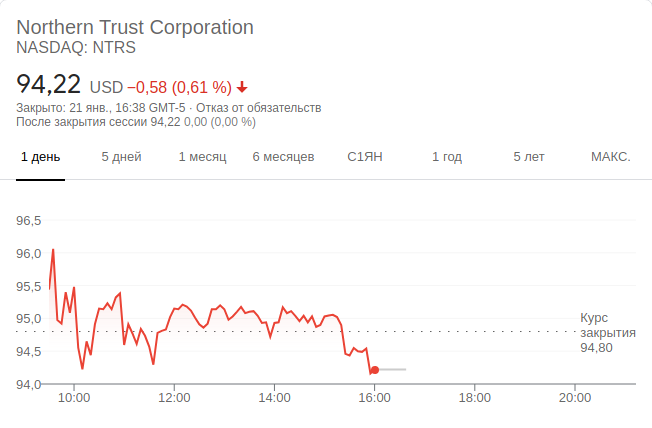 Northern Trust Corporation
NASDAQ: NTRS
94,22 USD −0,58 (0,61 %)
Закрыто: 21 янв., 16:38 GMT-5 · Отказ от обязательств
После закрытия сессии 94,22 0,00 (0,00 %)
1 день 5 дней 1 месяц 6 месяцев С1ЯН 1 год 5 лет МАКС.
96,5
96,0
95,5
95,0
94,5
94,0
Курс
закрытия
94,80
10:00 12:00 14:00 16:00 18:00 20:00